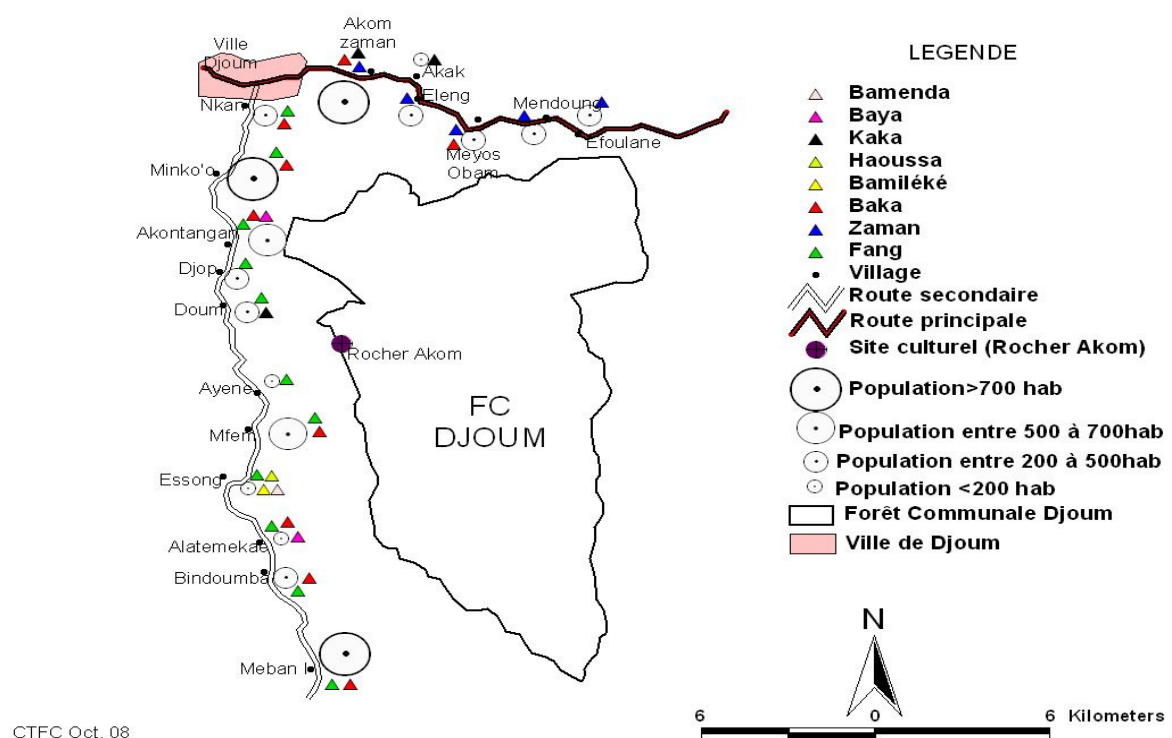 Ville
Djoum
Akom
zaman
Akak
Eleng
Mendoung
Meyos
Obam
Efoulane
Nkan
Minko'o
Akontangan
Djop
Doum
Rocher Akom
Ayene
Mfem
Essong
Alatemekae
Bindoumba
Meban I
FC
DJOUM
LEGENDE
Bamenda
Baya
Kaka
Haoussa
Bamiléké
Baka
Zaman
Fang
Village
Route secondaire
Route principale
Site culturel (Rocher Akom)
Population>700 hab
Population entre 500 à 700hab
Population entre 200 à 500hab
Population <200 hab
Forêt Communale Djoum
Ville de Djoum
N
6 0 6 Kilometers
CTFC Oct. 08